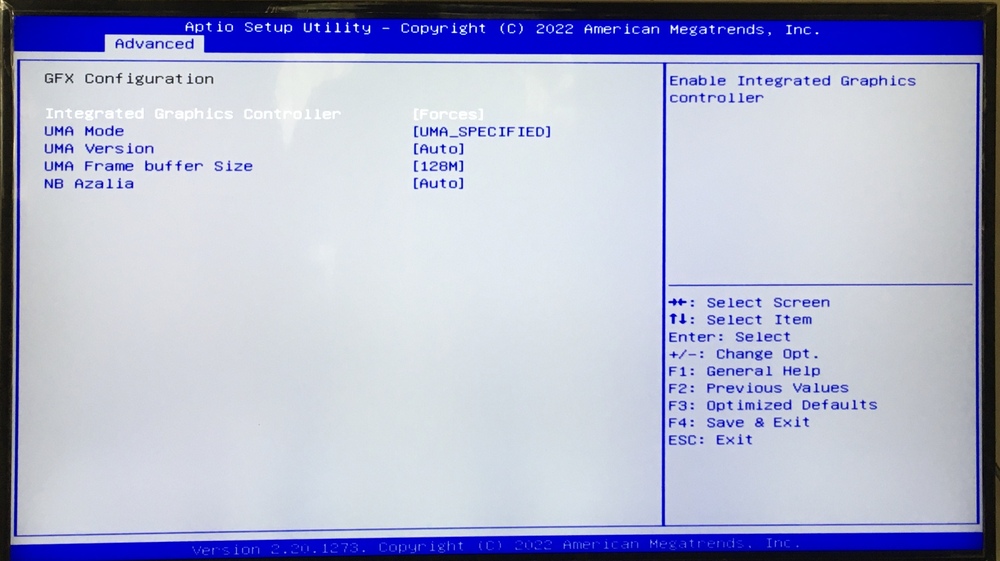 Aptio Setup Utility – Copyright (C) 2022 American Megatrends, Inc.
Advanced
GFX Configuration
Integrated Graphics Controller [Forces]
UMA Mode [UMA_SPECIFIED]
UMA Version [Auto]
UMA Frame buffer Size [128M]
NB Azalia [Auto]
Enable Integrated Graphics
controller
→←: Select Screen
↑↓: Select Item
Enter: Select
+/-: Change Opt.
F1: General Help
F2: Previous Values
F3: Optimized Defaults
F4: Save & Exit
ESC: Exit
Version 2.20.1273. Copyright (C) 2022 American Megatrends, Inc.